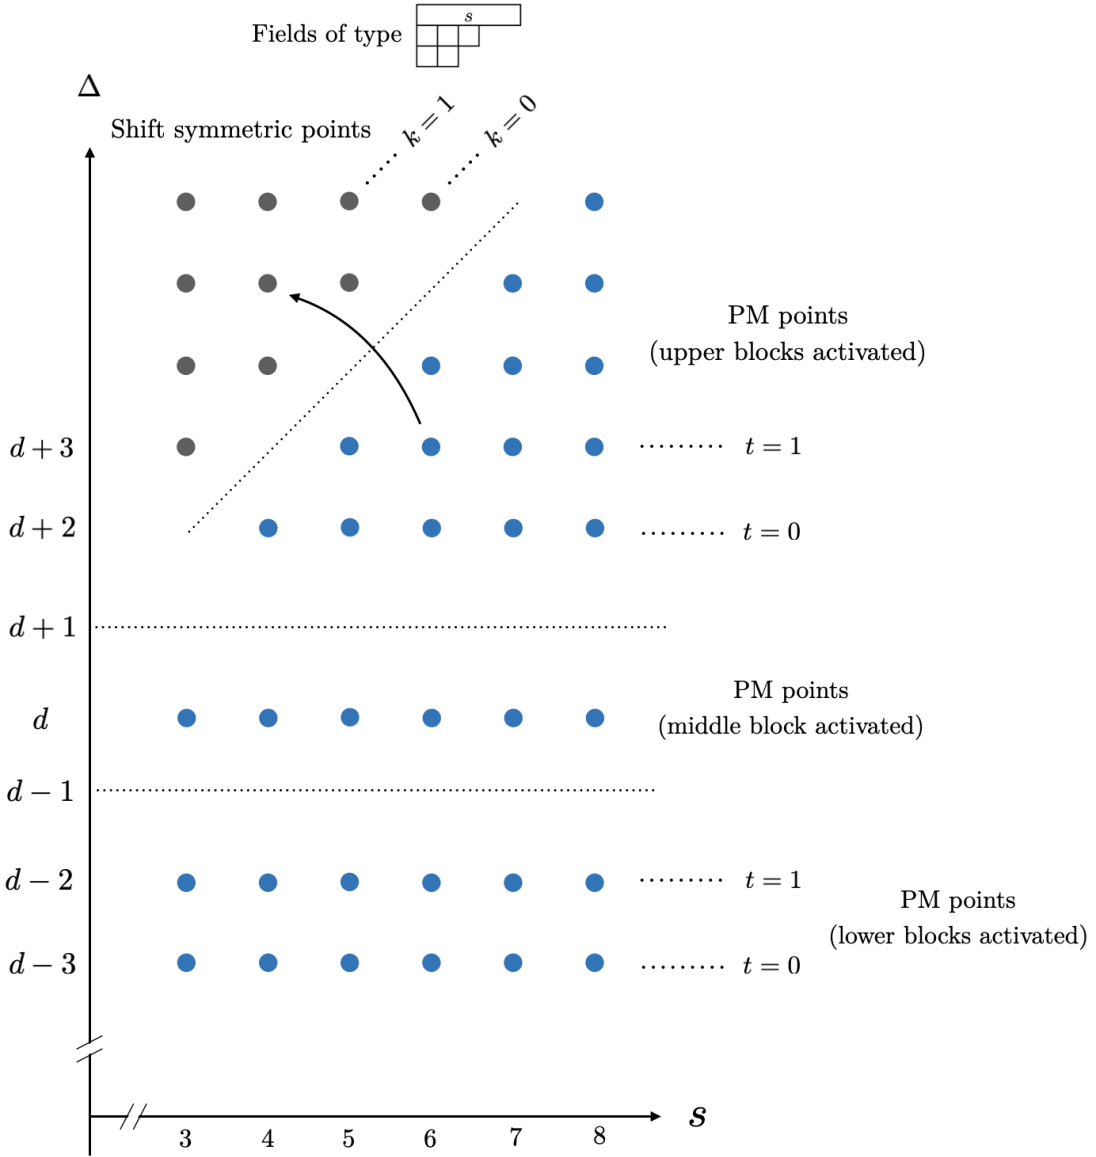 s
Fields of type
Δ
Shift symmetric points
k = 1
k = 0
PM points
(upper blocks activated)
d + 3
t = 1
d + 2
t = 0
d + 1
PM points
d
(middle block activated)
d − 1
d − 2
t = 1
PM points
(lower blocks activated)
d − 3
t = 0
s
3 4 5 6 7 8